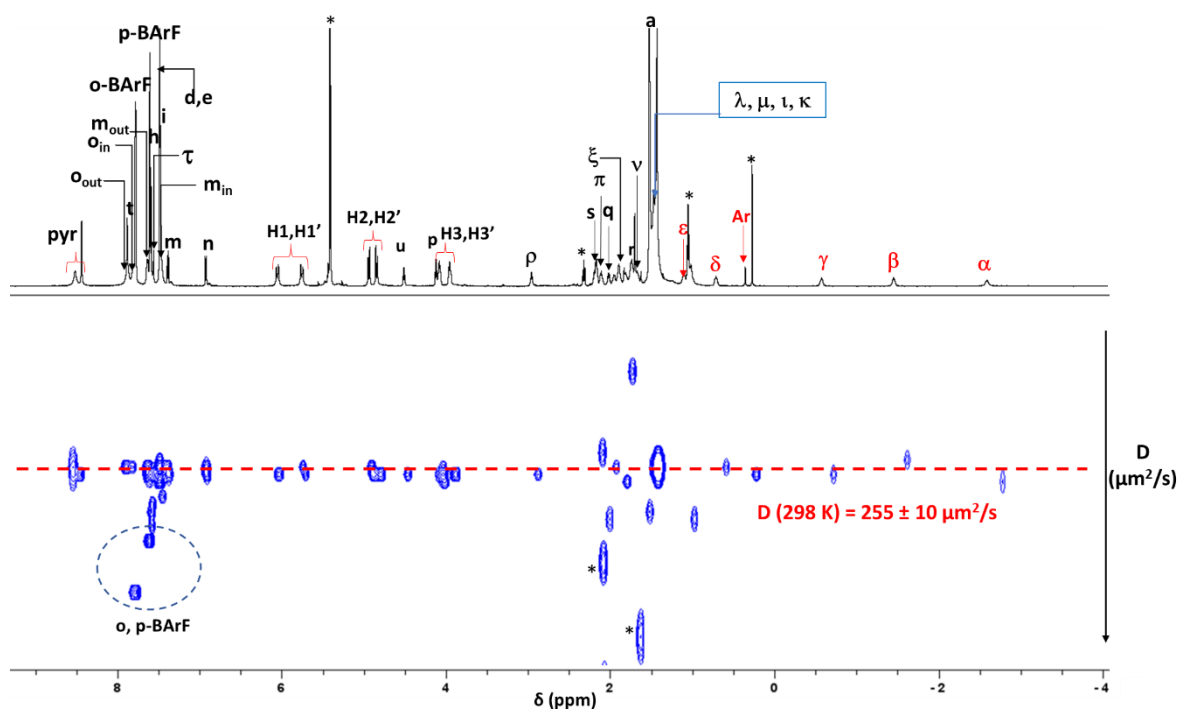 *
a
p-BArF
o-BArF
d,e
λ, μ, ι, κ
m_out
h
i
o_in
τ
ξ
ν
*
o_out
t
m_in
π
*
pyr
m
n
H1,H1’
H2,H2’
u
p
H3,H3’
ρ
*
s
q
r
ε
Ar
δ
γ
β
α
D
(μm²/s)
D (298 K) = 255 ± 10 μm²/s
*
o, p-BArF
*
8
6
4
2
0
-2
-4
δ (ppm)